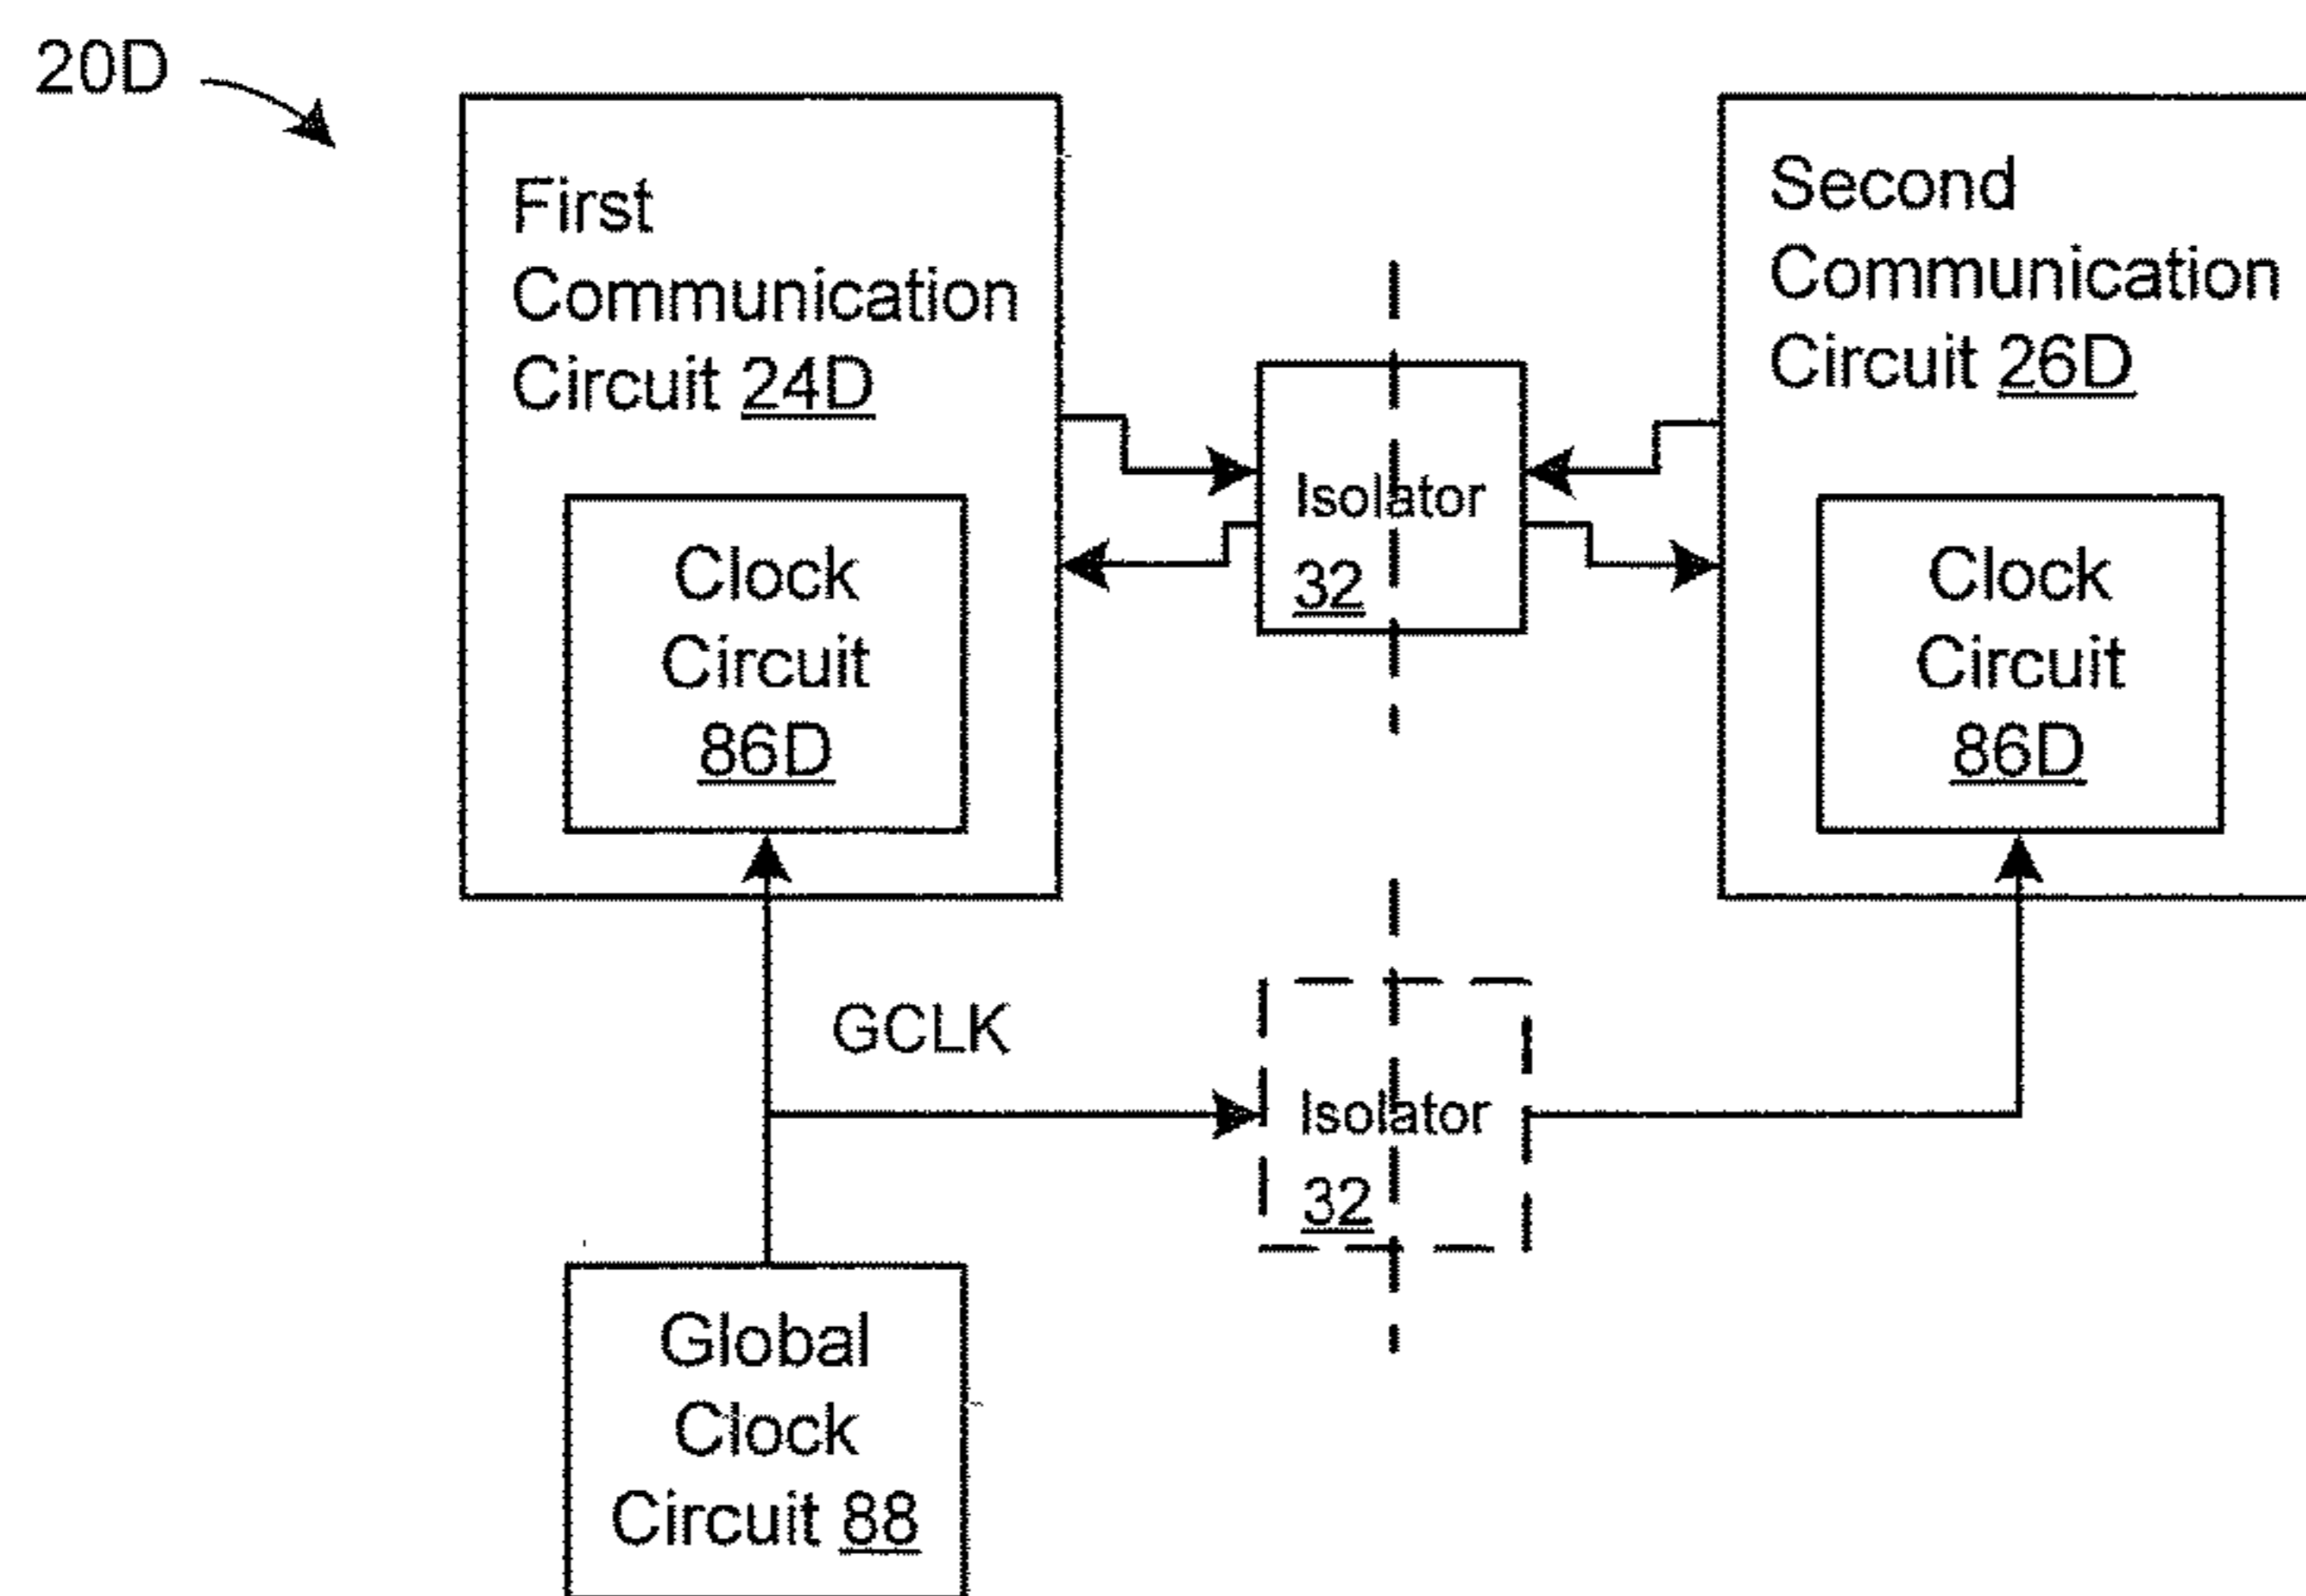 20D
First
Communication
Circuit 24D
Clock
Circuit
86D
Isolator
32
Second
Communication
Circuit 26D
Clock
Circuit
86D
GCLK
Isolator
32
Global
Clock
Circuit 88